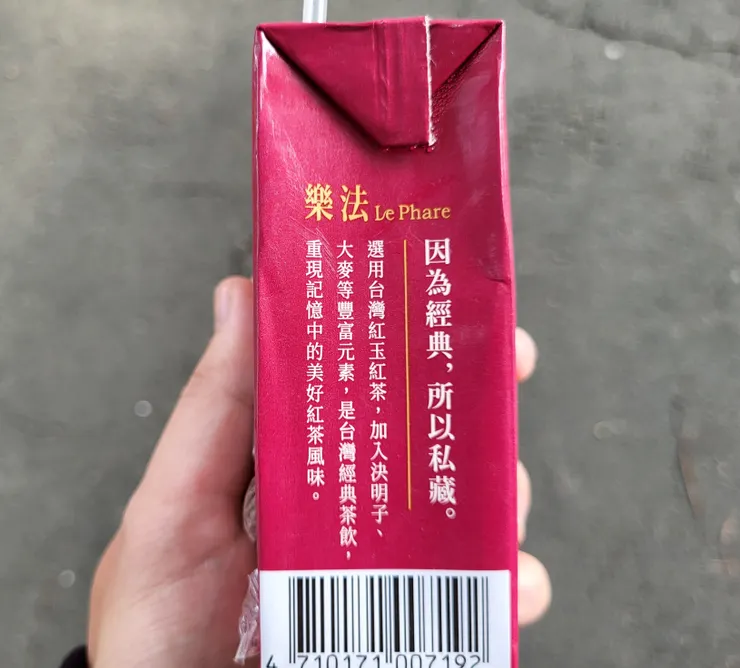 樂法 Le Phare
因為經典，所以私藏。
選用台灣紅玉紅茶，加入決明子、
大麥等豐富元素，是台灣經典茶飲，
重現記憶中的美好紅茶風味。
4 710171 007192